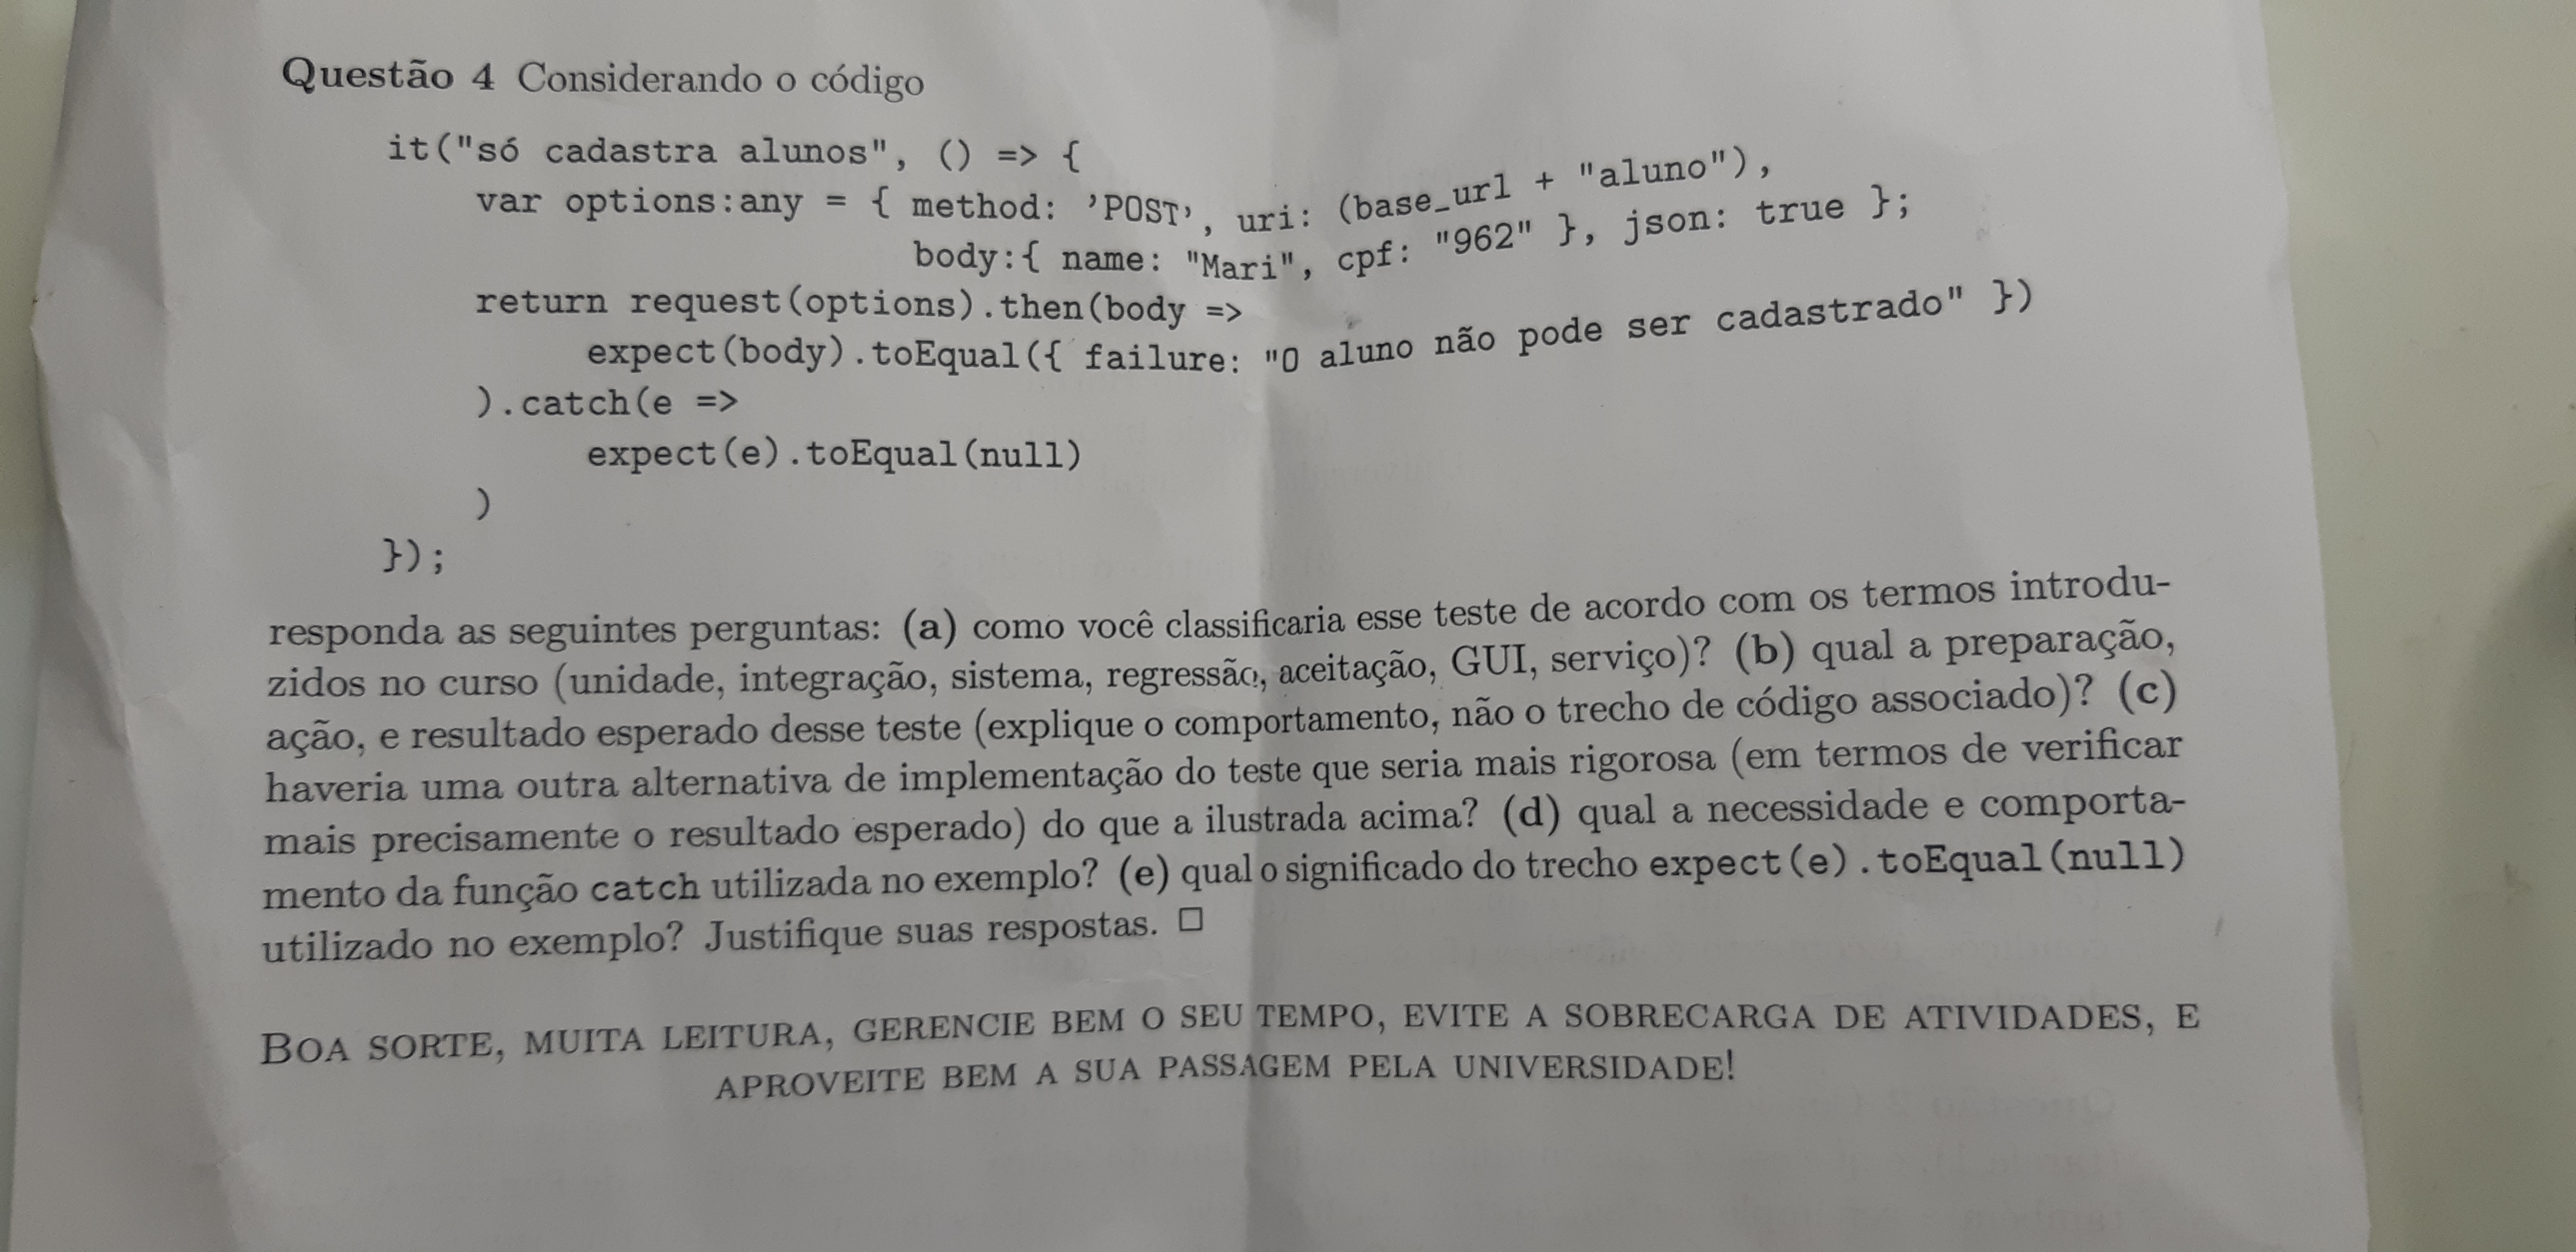 Questão 4 Considerando o código
it("só cadastra alunos", () => {
var options:any = { method: 'POST', uri: (base_url + "aluno"),
body:{ name: "Mari", cpf: "962" }, json: true };
return request(options).then(body =>
expect(body).toEqual({ failure: "O aluno não pode ser cadastrado" })
).catch(e =>
expect(e).toEqual(null)
)
});
responda as seguintes perguntas: (a) como você classificaria esse teste de acordo com os termos introdu-
zidos no curso (unidade, integração, sistema, regressão, aceitação, GUI, serviço)? (b) qual a preparação,
ação, e resultado esperado desse teste (explique o comportamento, não o trecho de código associado)? (c)
haveria uma outra alternativa de implementação do teste que seria mais rigorosa (em termos de verificar
mais precisamente o resultado esperado) do que a ilustrada acima? (d) qual a necessidade e comporta-
mento da função catch utilizada no exemplo? (e) qual o significado do trecho expect(e).toEqual(null)
utilizado no exemplo? Justifique suas respostas. □
BOA SORTE, MUITA LEITURA, GERENCIE BEM O SEU TEMPO, EVITE A SOBRECARGA DE ATIVIDADES, E
APROVEITE BEM A SUA PASSAGEM PELA UNIVERSIDADE!